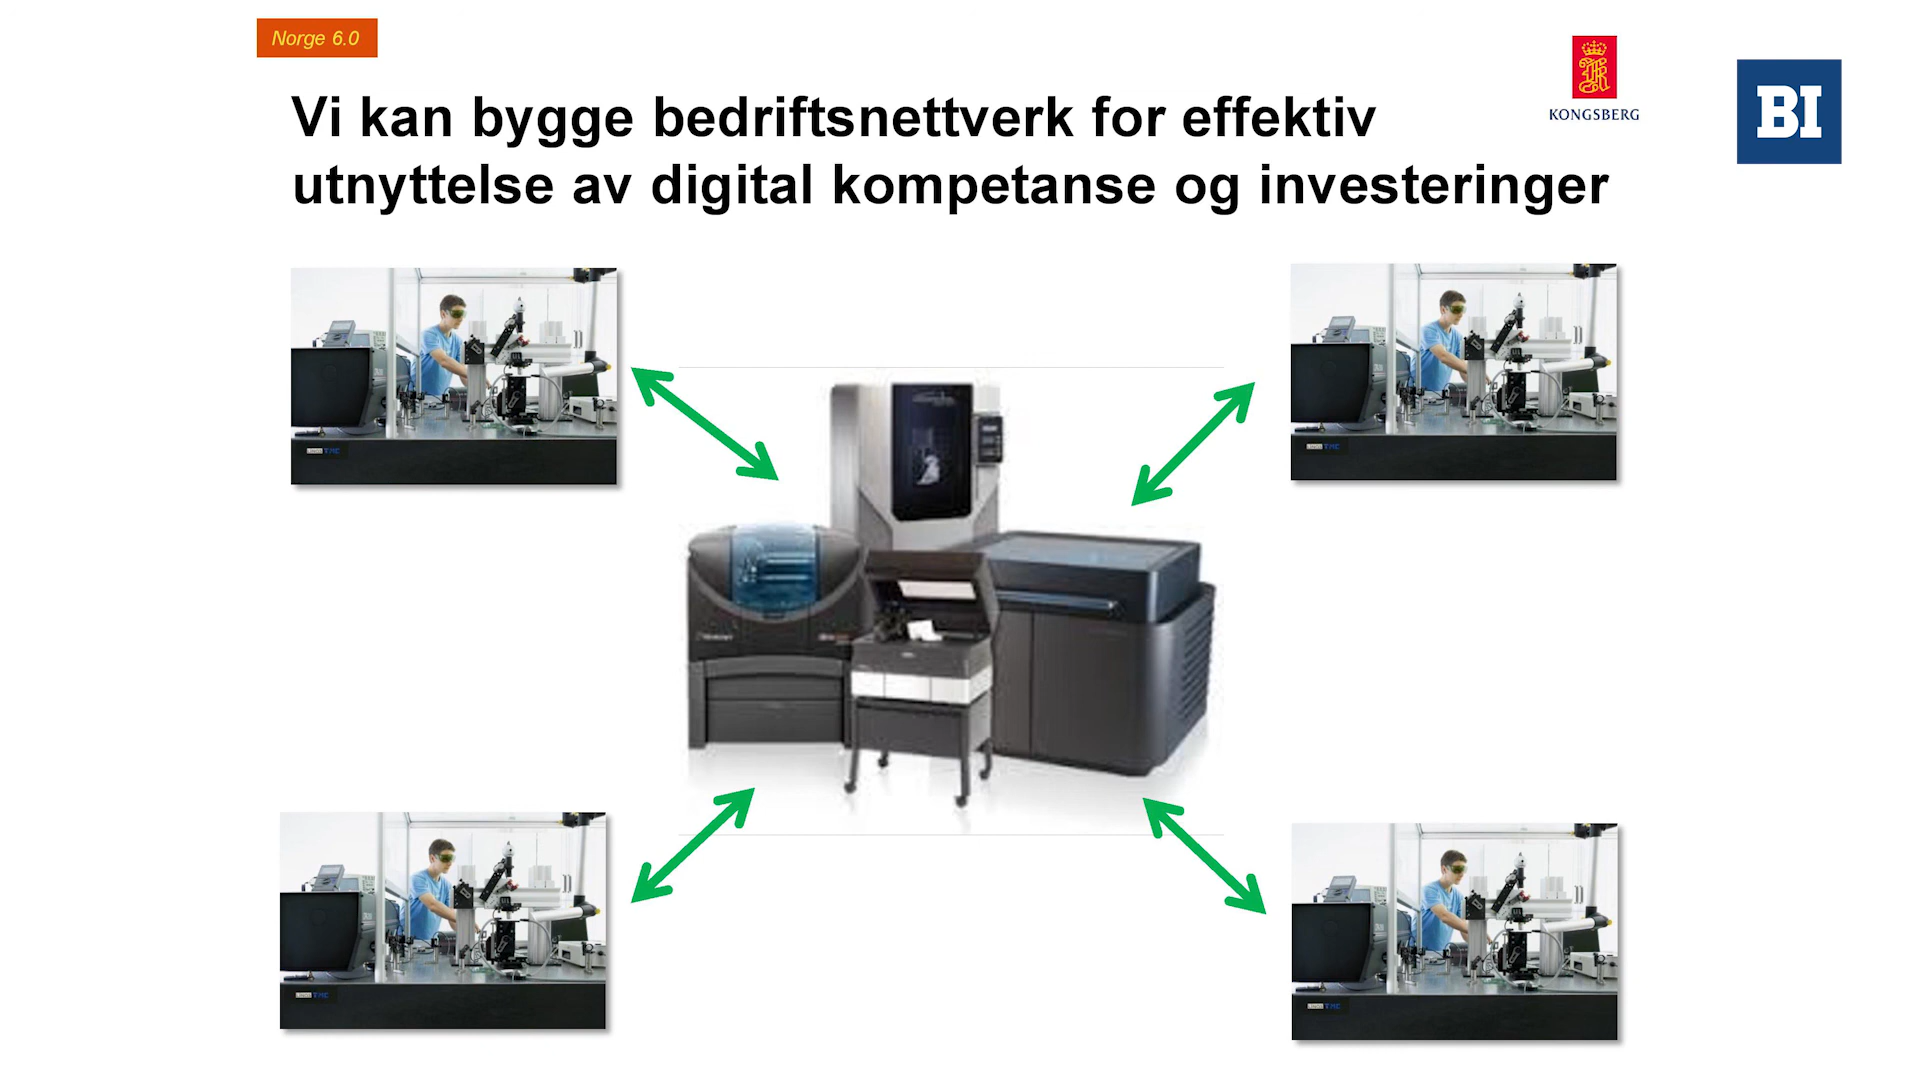 Norge 6.0
KONGSBERG
BI
Vi kan bygge bedriftsnettverk for effektiv
utnyttelse av digital kompetanse og investeringer